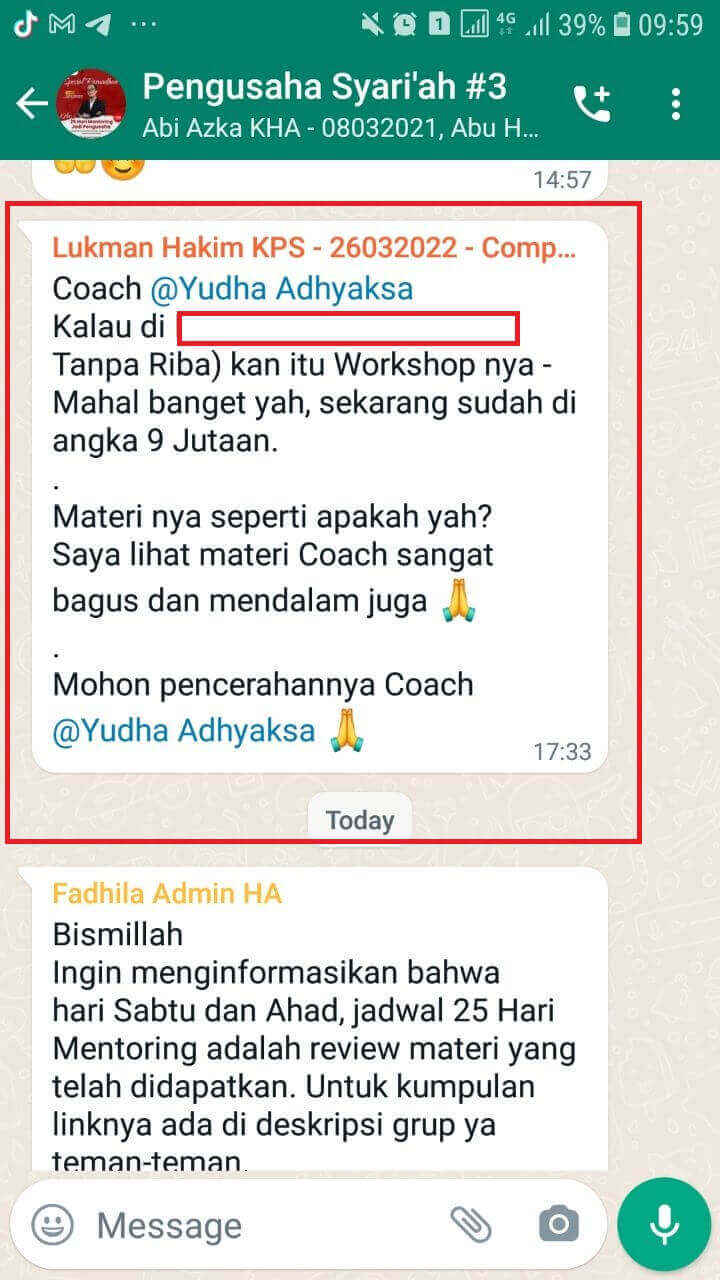 39% 09:59
Pengusaha Syari'ah #3
Abi Azka KHA - 08032021, Abu H...
14:57
Lukman Hakim KPS - 26032022 - Comp...
Coach @Yudha Adhyaksa
Kalau di
Tanpa Riba) kan itu Workshop nya -
Mahal banget yah, sekarang sudah di
angka 9 Jutaan.
.
Materi nya seperti apakah yah?
Saya lihat materi Coach sangat
bagus dan mendalam juga 🙏
.
Mohon pencerahannya Coach
@Yudha Adhyaksa 🙏
17:33
Today
Fadhila Admin HA
Bismillah
Ingin menginformasikan bahwa
hari Sabtu dan Ahad, jadwal 25 Hari
Mentoring adalah review materi yang
telah didapatkan. Untuk kumpulan
linknya ada di deskripsi grup ya
teman-teman.
Message